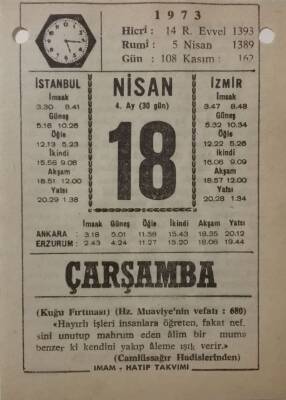 1973
Hicri : 14 R. Evvel 1393
Rumi : 5 Nisan 1389
Gün : 108 Kasım : 162
İSTANBUL
İmsak
3.30 8.41
Güneş
5.16 10.26
Öğle
12.13 5.23
İkindi
15.56 9.08
Akşam
18.51 12.00
Yatsı
20.29 1.38
NİSAN
4. Ay (30 gün)
18
İZMİR
İmsak
3.47 8.48
Güneş
5.32 10.34
Öğle
12.22 5.26
İkindi
16.06 9.09
Akşam
18.57 12.00
Yatsı
20.28 1.34
İmsak Güneş Öğle İkindi Akşam Yatsı
ANKARA : 3.18 5.01 11.58 15.43 18.35 20.12
ERZURUM : 2.43 4.24 11.27 15.20 18.06 19.44
ÇARŞAMBA
(Kuğu Fırtınası) (Hz. Muaviye'nin vefatı : 680)
«Hayırlı işleri insanlara öğreten, fakat nef.
sini unutup mahrum eden âlim bir muma
benzer ki kendini yakıp âleme ışık verir.»
(Camiüssağır Hadislerinden)
İMAM - HATİP TAKVİMİ